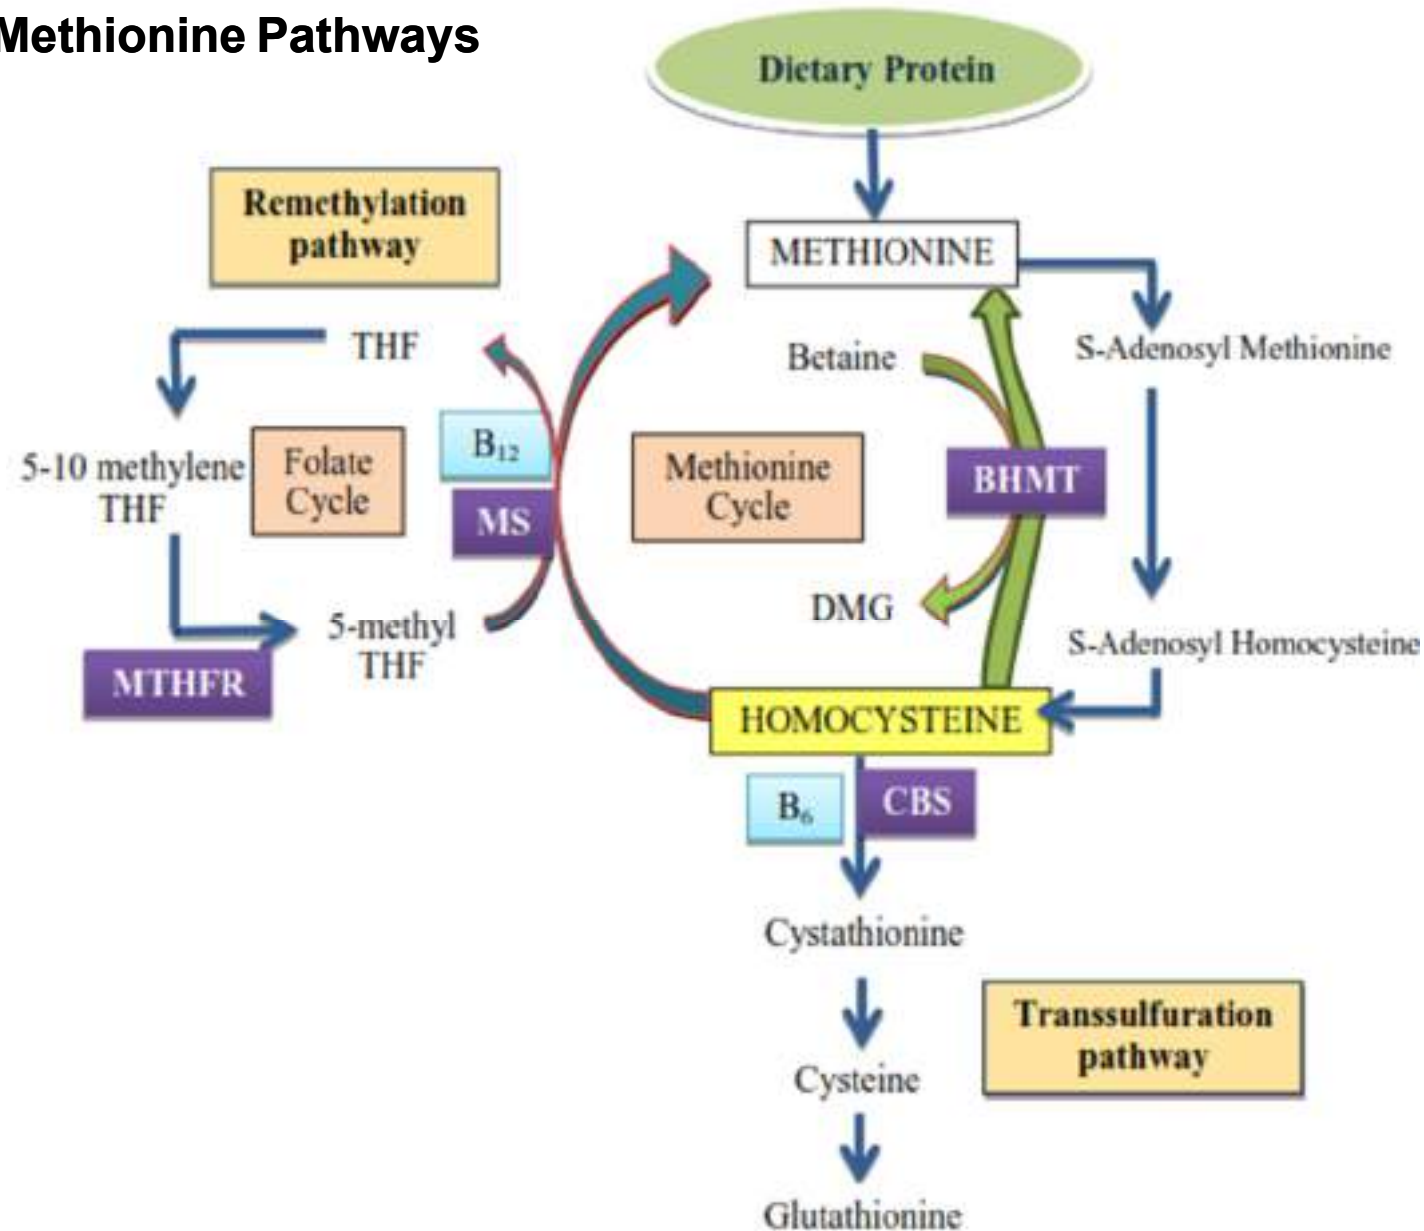 Methionine Pathways
Dietary Protein
Remethylation
pathway
METHIONINE
THF
Betaine
S-Adenosyl Methionine
B₁₂
5-10 methylene
THF
Folate
Cycle
Methionine
Cycle
BHMT
MS
DMG
5-methyl
THF
S-Adenosyl Homocysteine
MTHFR
HOMOCYSTEINE
B₆
CBS
Cystathionine
Transsulfuration
pathway
Cysteine
Glutathionine